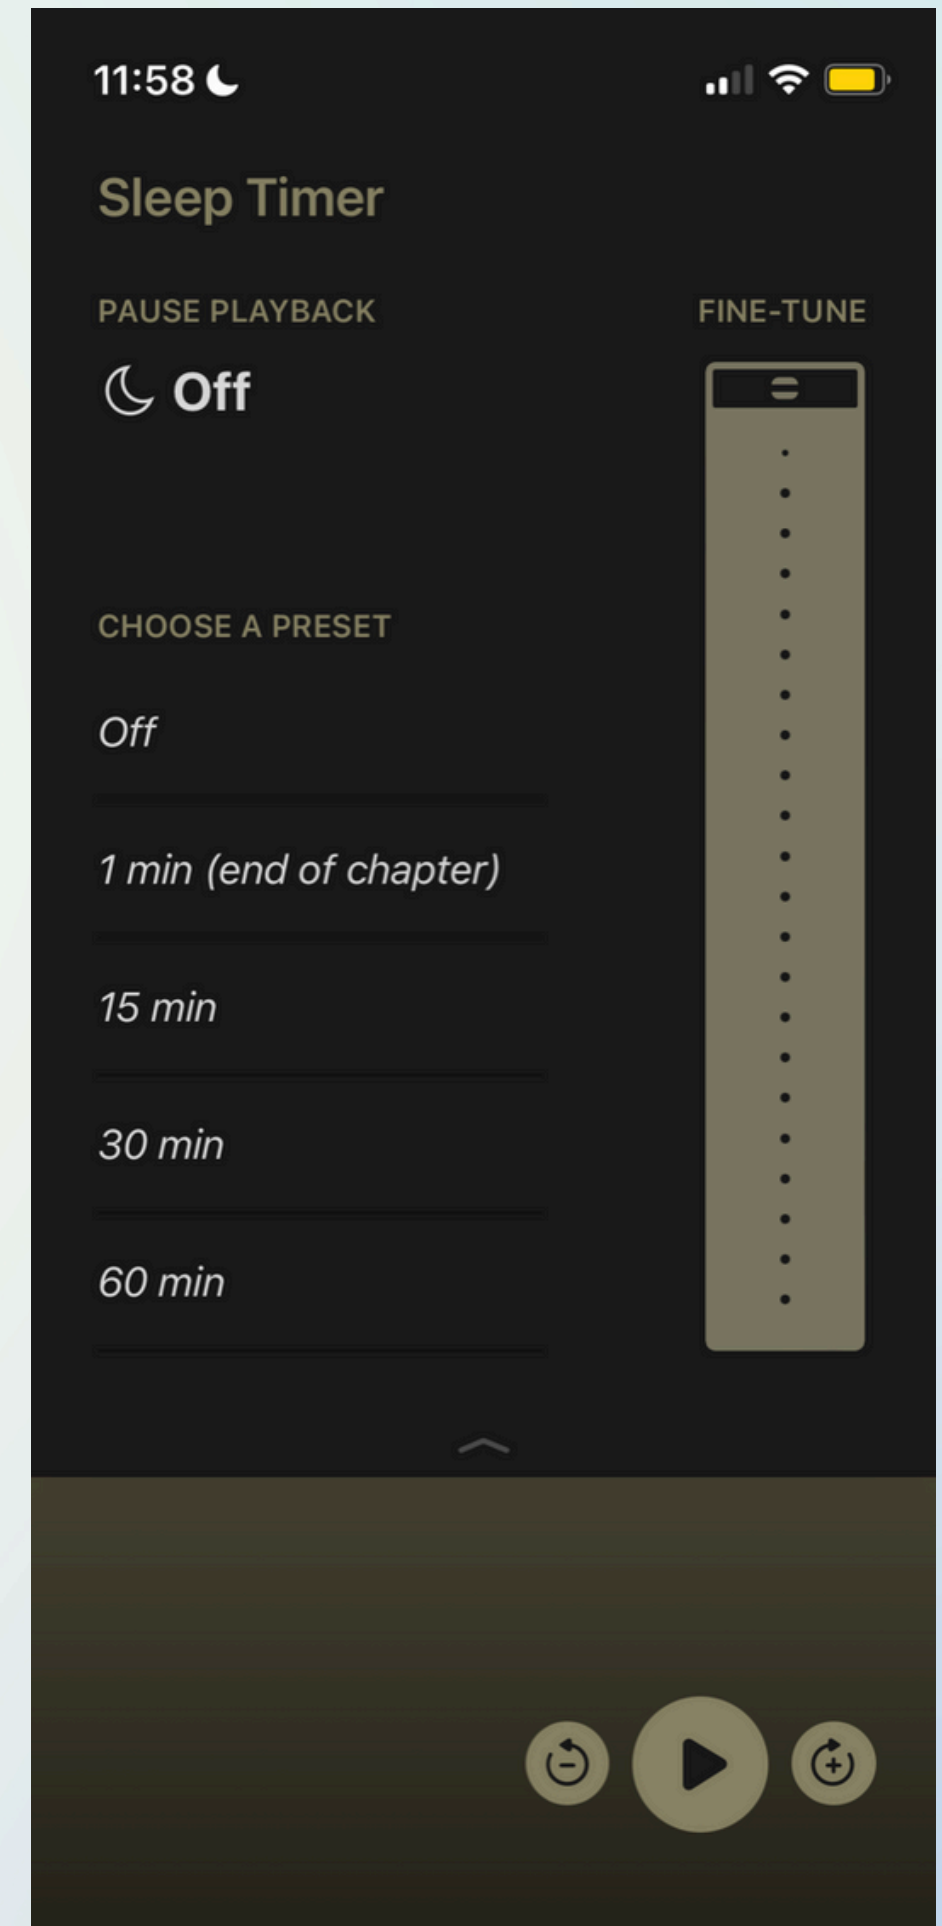 11:58
Sleep Timer
PAUSE PLAYBACK
Off
FINE-TUNE
CHOOSE A PRESET
Off
1 min (end of chapter)
15 min
30 min
60 min